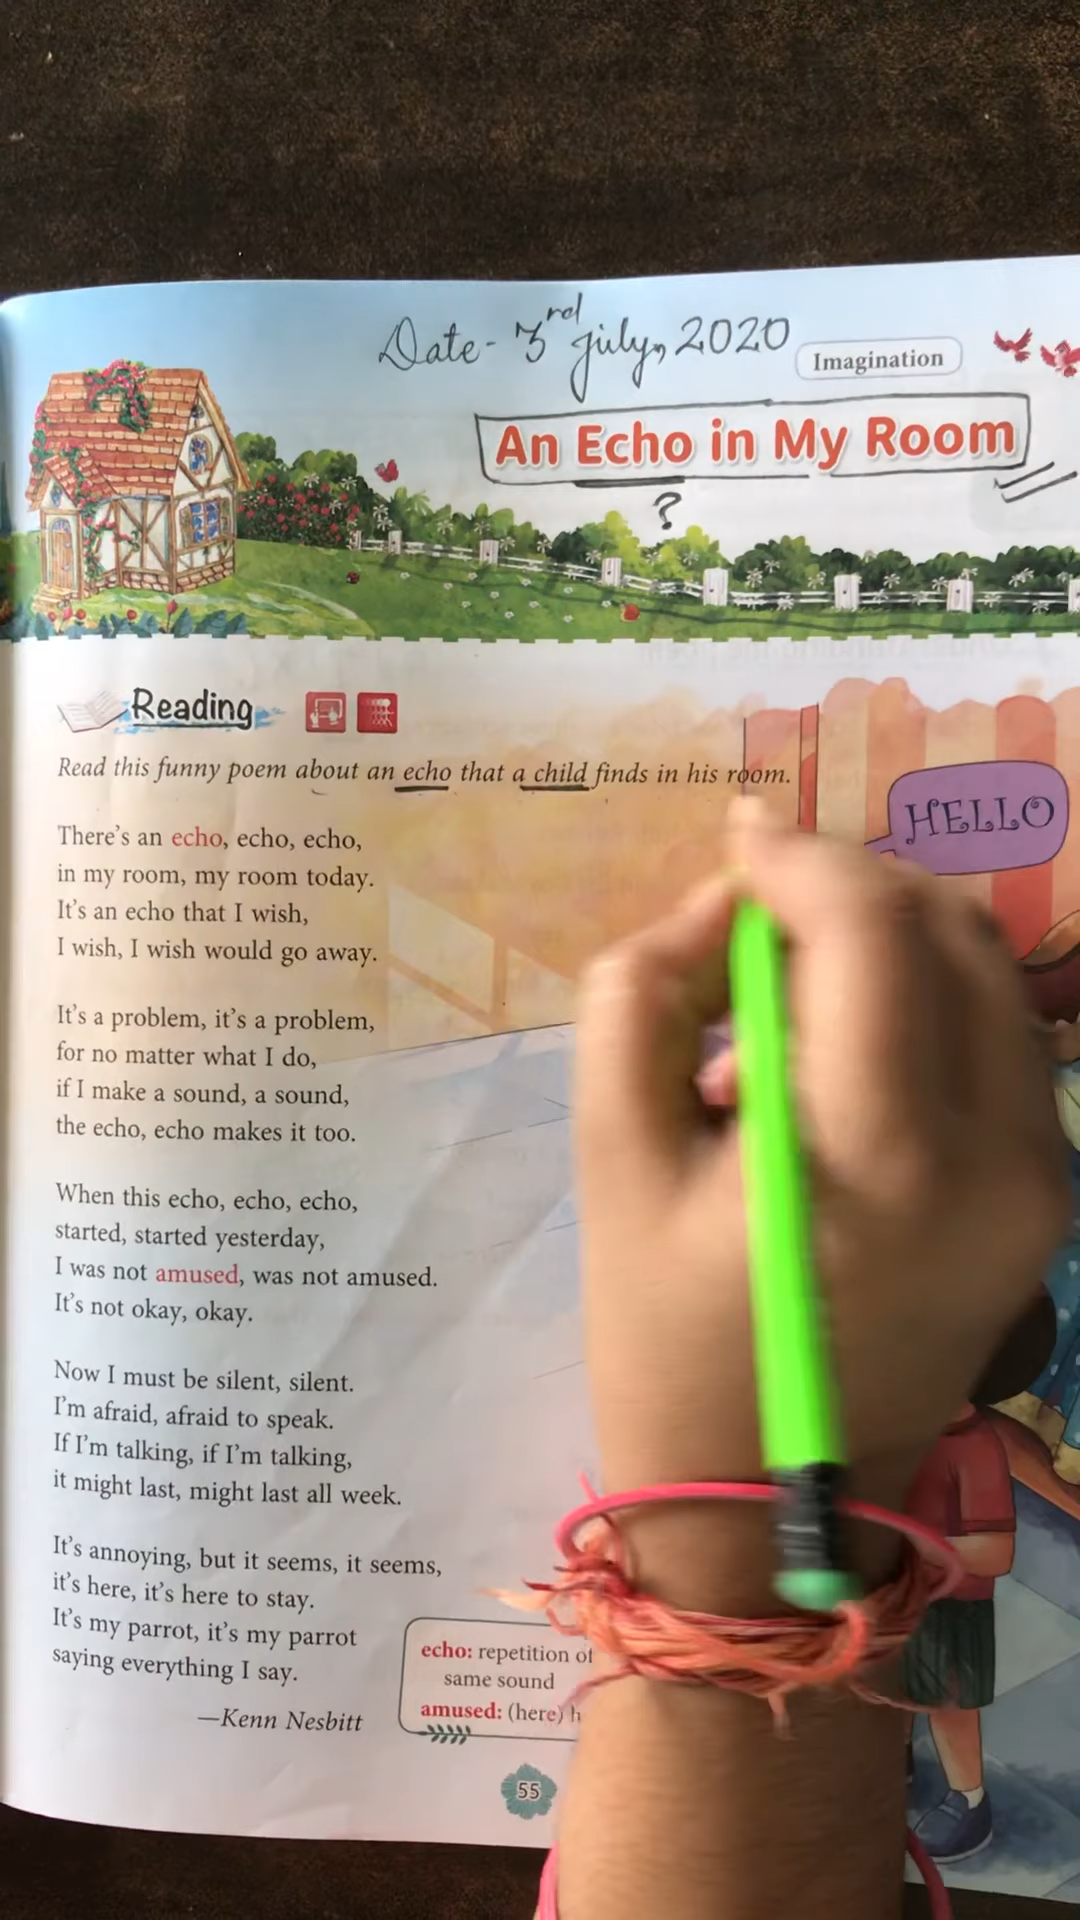 Date- 3rd july, 2020
Imagination
An Echo in My Room
?
Reading
Read this funny poem about an echo that a child finds in his room.
HELLO
There's an echo, echo, echo,
in my room, my room today.
It's an echo that I wish,
I wish, I wish would go away.
It's a problem, it's a problem,
for no matter what I do,
if I make a sound, a sound,
the echo, echo makes it too.
When this echo, echo, echo,
started, started yesterday,
I was not amused, was not amused.
It's not okay, okay.
Now I must be silent, silent.
I'm afraid, afraid to speak.
If I'm talking, if I'm talking,
it might last, might last all week.
It's annoying, but it seems, it seems,
it's here, it's here to stay.
It's my parrot, it's my parrot
saying everything I say.
—Kenn Nesbitt
echo: repetition of
same sound
amused: (here)
55